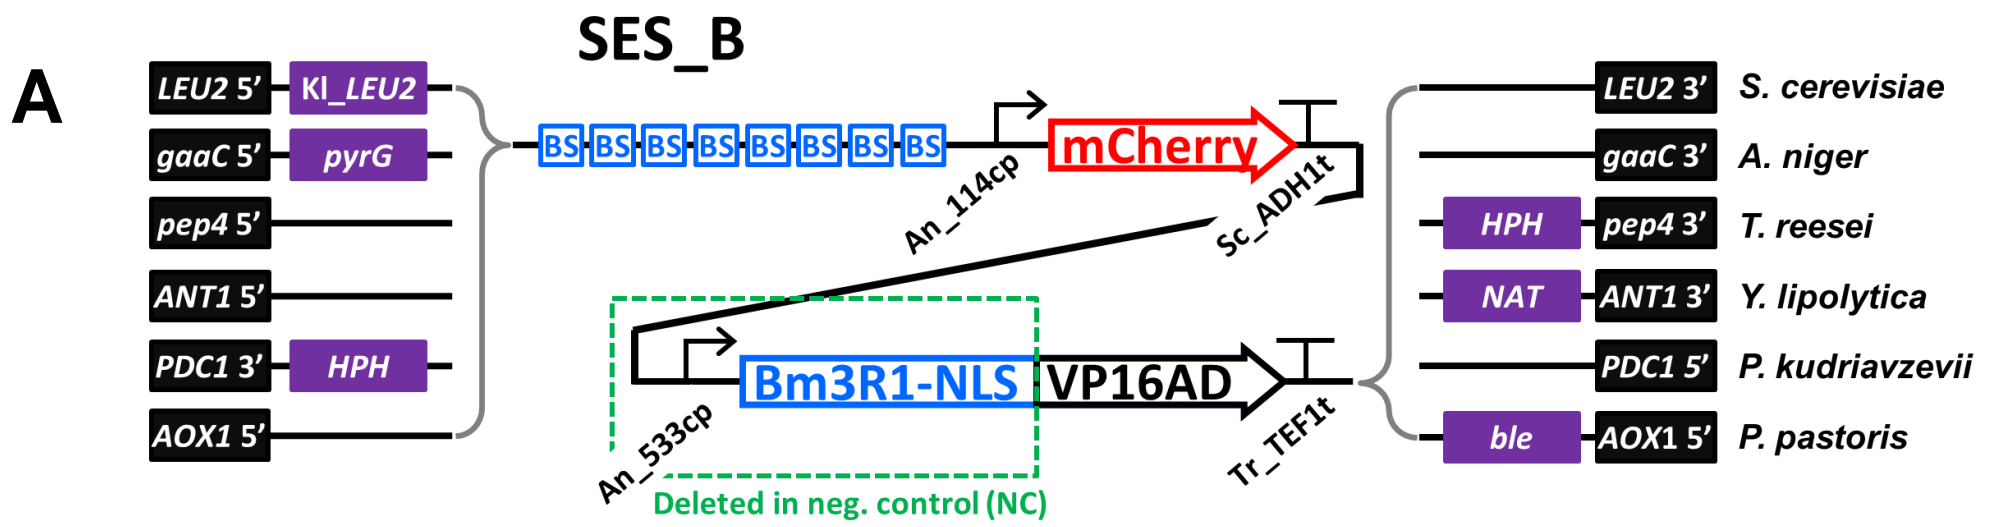 A
SES_B
LEU2 5’ Kl_LEU2
gaaC 5’ pyrG
pep4 5’
ANT1 5’
PDC1 3’ HPH
AOX1 5’
BS BS BS BS BS BS BS BS
An_114cp
mCherry
Sc_ADH1t
An_533cp
Bm3R1-NLS VP16AD
Tr_TEF1t
Deleted in neg. control (NC)
LEU2 3’ S. cerevisiae
gaaC 3’ A. niger
HPH pep4 3’ T. reesei
NAT ANT1 3’ Y. lipolytica
PDC1 5’ P. kudriavzevii
ble AOX1 5’ P. pastoris